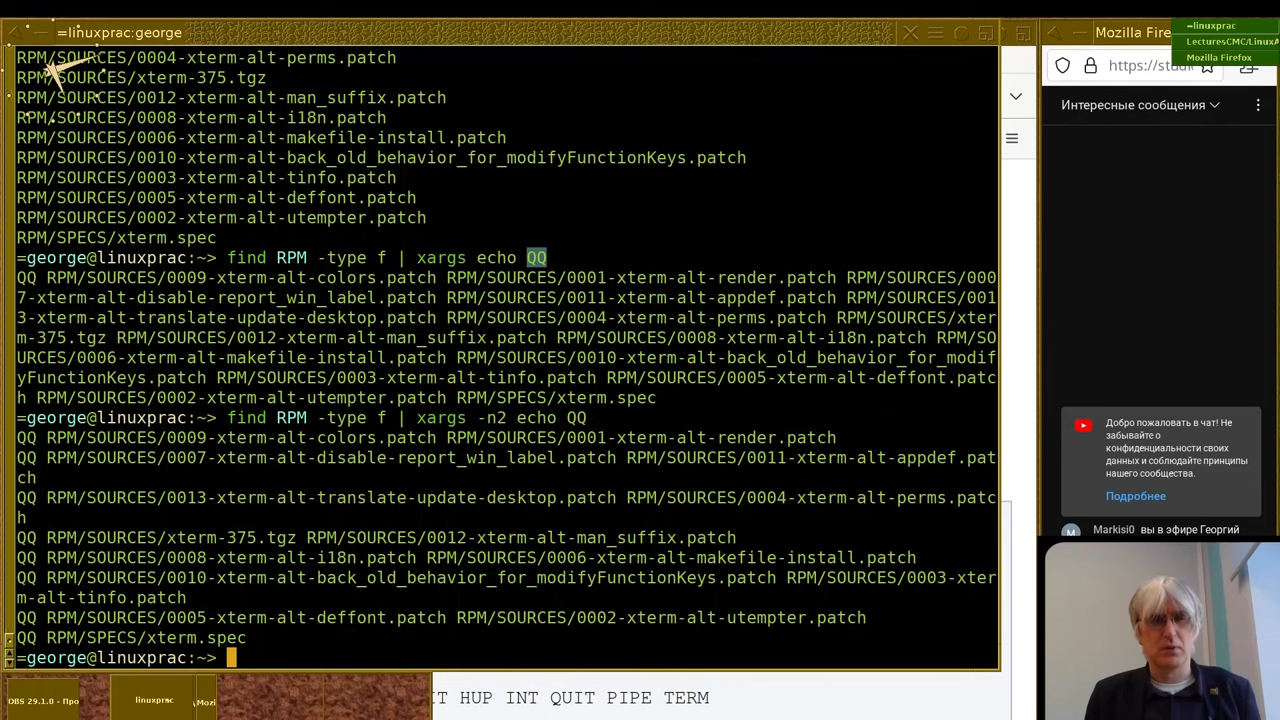 =linuxprac:george
RPM/SOURCES/0004-xterm-alt-perms.patch
RPM/SOURCES/xterm-375.tgz
RPM/SOURCES/0012-xterm-alt-man_suffix.patch
RPM/SOURCES/0008-xterm-alt-i18n.patch
RPM/SOURCES/0006-xterm-alt-makefile-install.patch
RPM/SOURCES/0010-xterm-alt-back_old_behavior_for_modifyFunctionKeys.patch
RPM/SOURCES/0003-xterm-alt-tinfo.patch
RPM/SOURCES/0005-xterm-alt-deffont.patch
RPM/SOURCES/0002-xterm-alt-utempter.patch
RPM/SPECS/xterm.spec
=george@linuxprac:~> find RPM -type f | xargs echo QQ
QQ RPM/SOURCES/0009-xterm-alt-colors.patch RPM/SOURCES/0001-xterm-alt-render.patch RPM/SOURCES/000
7-xterm-alt-disable-report_win_label.patch RPM/SOURCES/0011-xterm-alt-appdef.patch RPM/SOURCES/001
3-xterm-alt-translate-update-desktop.patch RPM/SOURCES/0004-xterm-alt-perms.patch RPM/SOURCES/xter
m-375.tgz RPM/SOURCES/0012-xterm-alt-man_suffix.patch RPM/SOURCES/0008-xterm-alt-i18n.patch RPM/SO
URCES/0006-xterm-alt-makefile-install.patch RPM/SOURCES/0010-xterm-alt-back_old_behavior_for_modif
yFunctionKeys.patch RPM/SOURCES/0003-xterm-alt-tinfo.patch RPM/SOURCES/0005-xterm-alt-deffont.patc
h RPM/SOURCES/0002-xterm-alt-utempter.patch RPM/SPECS/xterm.spec
=george@linuxprac:~> find RPM -type f | xargs -n2 echo QQ
QQ RPM/SOURCES/0009-xterm-alt-colors.patch RPM/SOURCES/0001-xterm-alt-render.patch
QQ RPM/SOURCES/0007-xterm-alt-disable-report_win_label.patch RPM/SOURCES/0011-xterm-alt-appdef.pat
ch
QQ RPM/SOURCES/0013-xterm-alt-translate-update-desktop.patch RPM/SOURCES/0004-xterm-alt-perms.patc
h
QQ RPM/SOURCES/xterm-375.tgz RPM/SOURCES/0012-xterm-alt-man_suffix.patch
QQ RPM/SOURCES/0008-xterm-alt-i18n.patch RPM/SOURCES/0006-xterm-alt-makefile-install.patch
QQ RPM/SOURCES/0010-xterm-alt-back_old_behavior_for_modifyFunctionKeys.patch RPM/SOURCES/0003-xter
m-alt-tinfo.patch
QQ RPM/SOURCES/0005-xterm-alt-deffont.patch RPM/SOURCES/0002-xterm-alt-utempter.patch
QQ RPM/SPECS/xterm.spec
=george@linuxprac:~>
DBS 29.1.0 - Про
linuxprac
Mozi
T HUP INT QUIT PIPE TERM
Mozilla Fire
=linuxprac
LecturesCMC/LinuxA
Mozilla Firefox
https://stu
Интересные сообщения
Добро пожаловать в чат! Не
забывайте о
конфиденциальности своих
данных и соблюдайте принципы
нашего сообщества.
Подробнее
M
Markisi0 вы в эфире Георгий